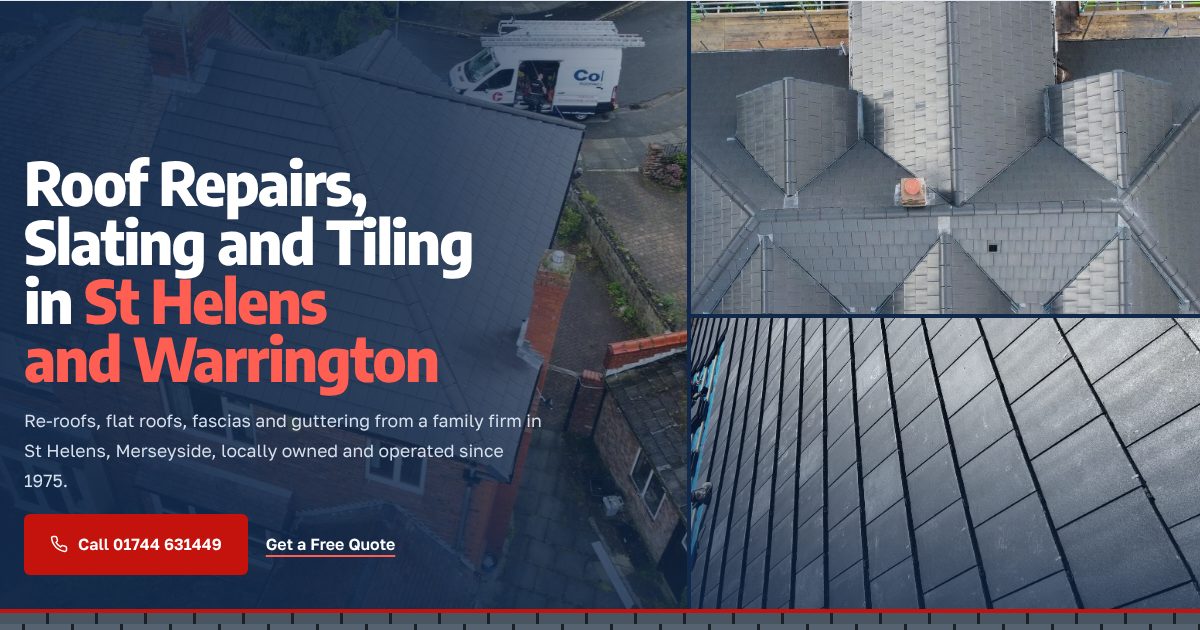 Col
Roof Repairs,
Slating and Tiling
in St Helens
and Warrington
Re-roofs, flat roofs, fascias and guttering from a family firm in
St Helens, Merseyside, locally owned and operated since
1975.
Call 01744 631449
Get a Free Quote